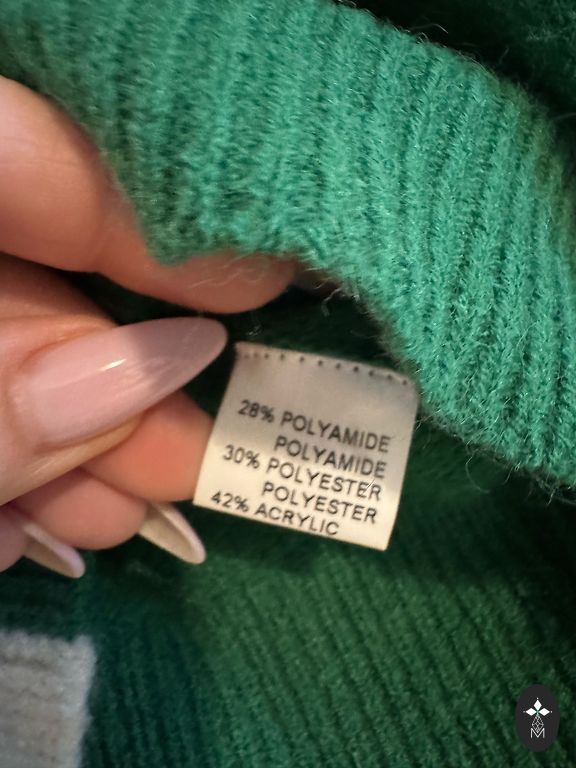 28% POLYAMIDE
POLYAMIDE
30% POLYESTER
POLYESTER
42% ACRYLIC
M